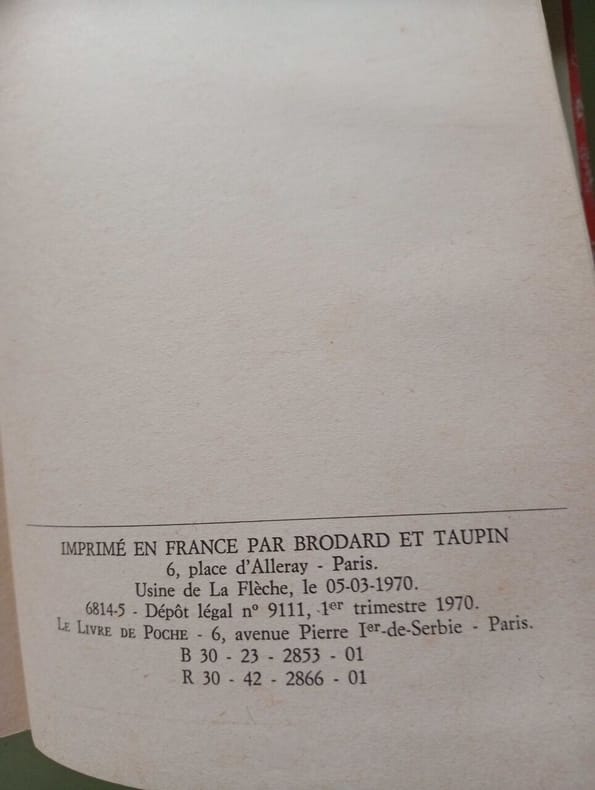 IMPRIMÉ EN FRANCE PAR BRODARD ET TAUPIN
6, place d'Alleray - Paris.
Usine de La Flèche, le 05-03-1970.
6814-5 - Dépôt légal nº 9111, 1er trimestre 1970.
LE LIVRE DE POCHE - 6, avenue Pierre Ier-de-Serbie - Paris.
B 30 - 23 - 2853 - 01
R 30 - 42 - 2866 - 01